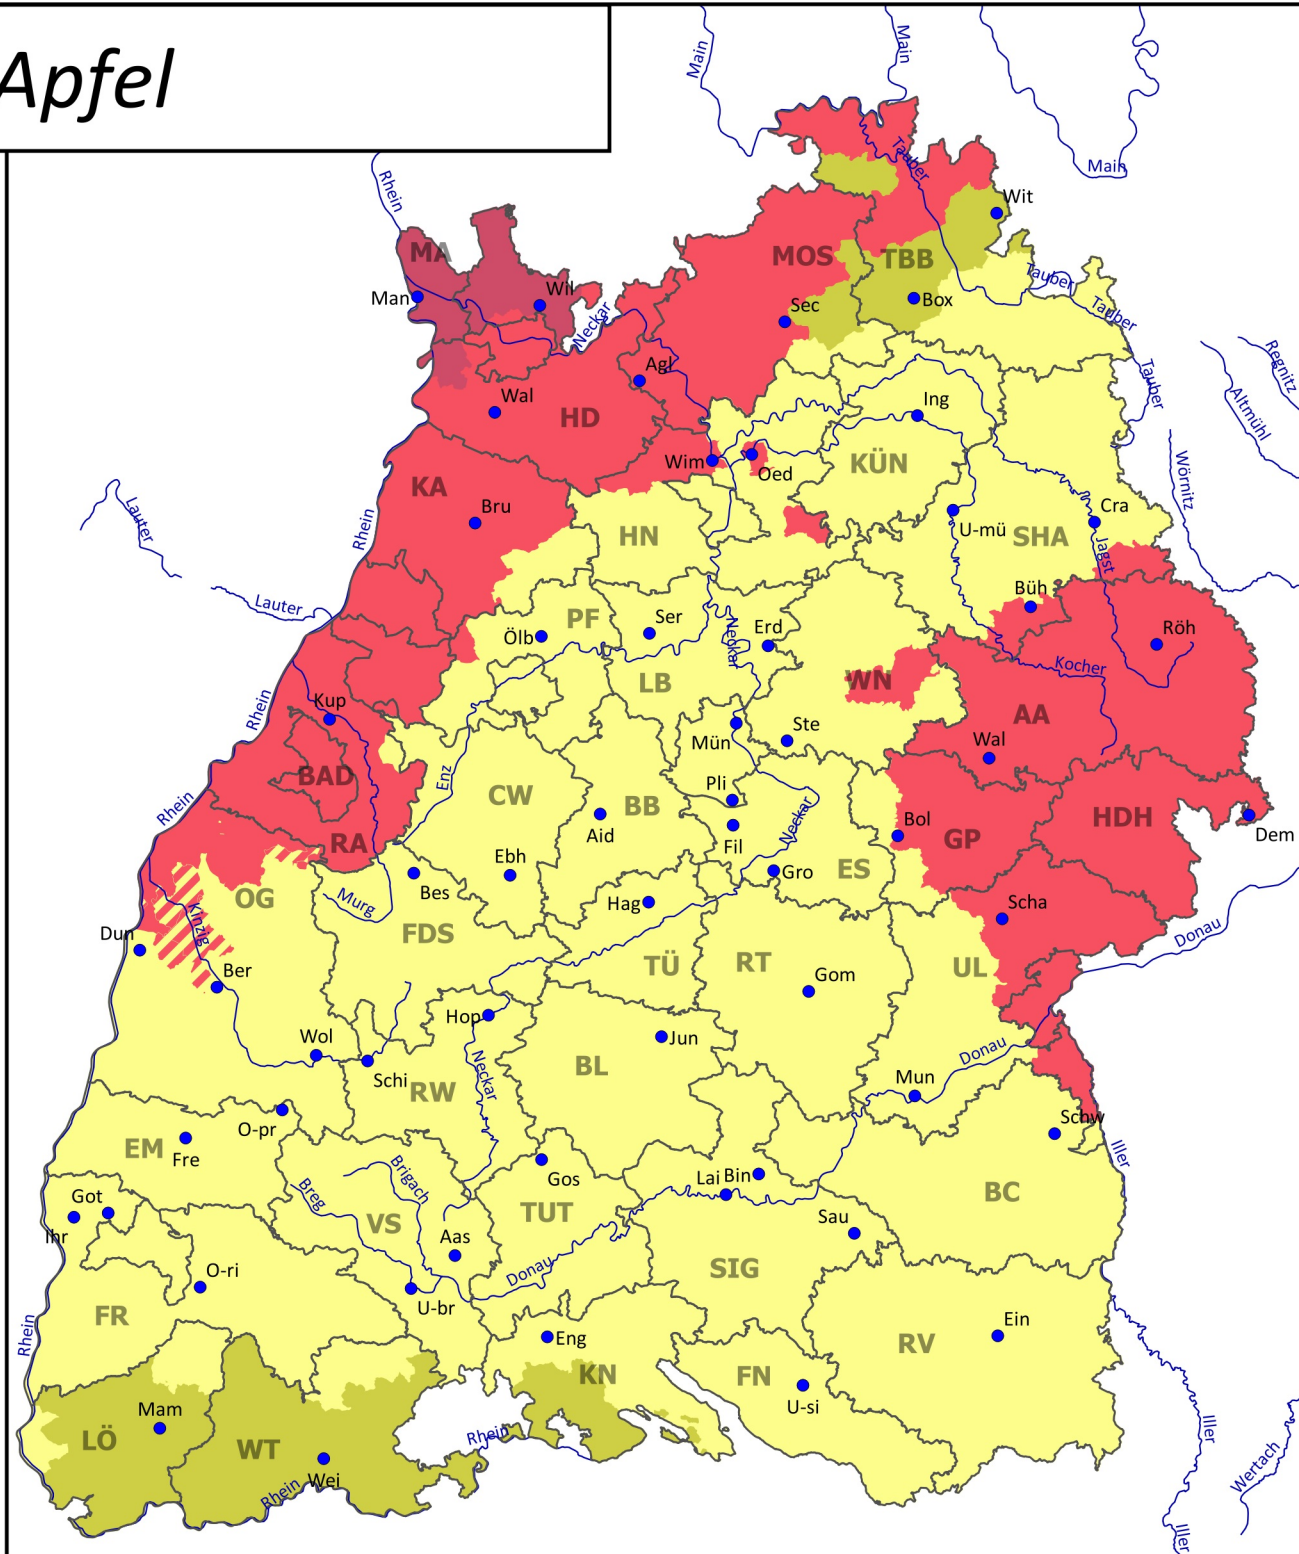 Apfel
Main
Main
Main
Rhein
Tauber
Wit
MA
MOS
TBB
Tauber
Man
Wil
Neckar
Sec
Box
Tauber
Regnitz
Agl
Tauber
Altmühl
Wal
HD
Ing
Wim
Oed
KÜN
Wörnitz
KA
Bru
Lauter
Rhein
HN
U-mü
SHA
Cra
Jagst
Lauter
PF
Ser
Erd
Büh
Röh
Ölb
Neckar
Kocher
LB
WN
Rhein
Kup
Mün
Ste
AA
Wal
BAD
Enz
CW
BB
Pli
Neckar
Rhein
Aid
Fil
Bol
GP
HDH
Dem
RA
Ebh
Gro
ES
OG
Murg
Bes
Hag
Scha
Kinzig
Dun
FDS
Donau
Ber
TÜ
RT
UL
Gom
Hop
Wol
Jun
Donau
Schi
RW
Neckar
BL
Mun
Schw
O-pr
EM
Fre
Iller
Breg
Brigach
Gos
Lai
Bin
BC
Got
Ihr
VS
TUT
Sau
Aas
O-ri
Donau
SIG
U-br
FR
Rhein
Eng
Ein
RV
KN
FN
U-si
Mam
LÖ
WT
Rhein
Iller
Wei
Rhein
Wertach
Iller